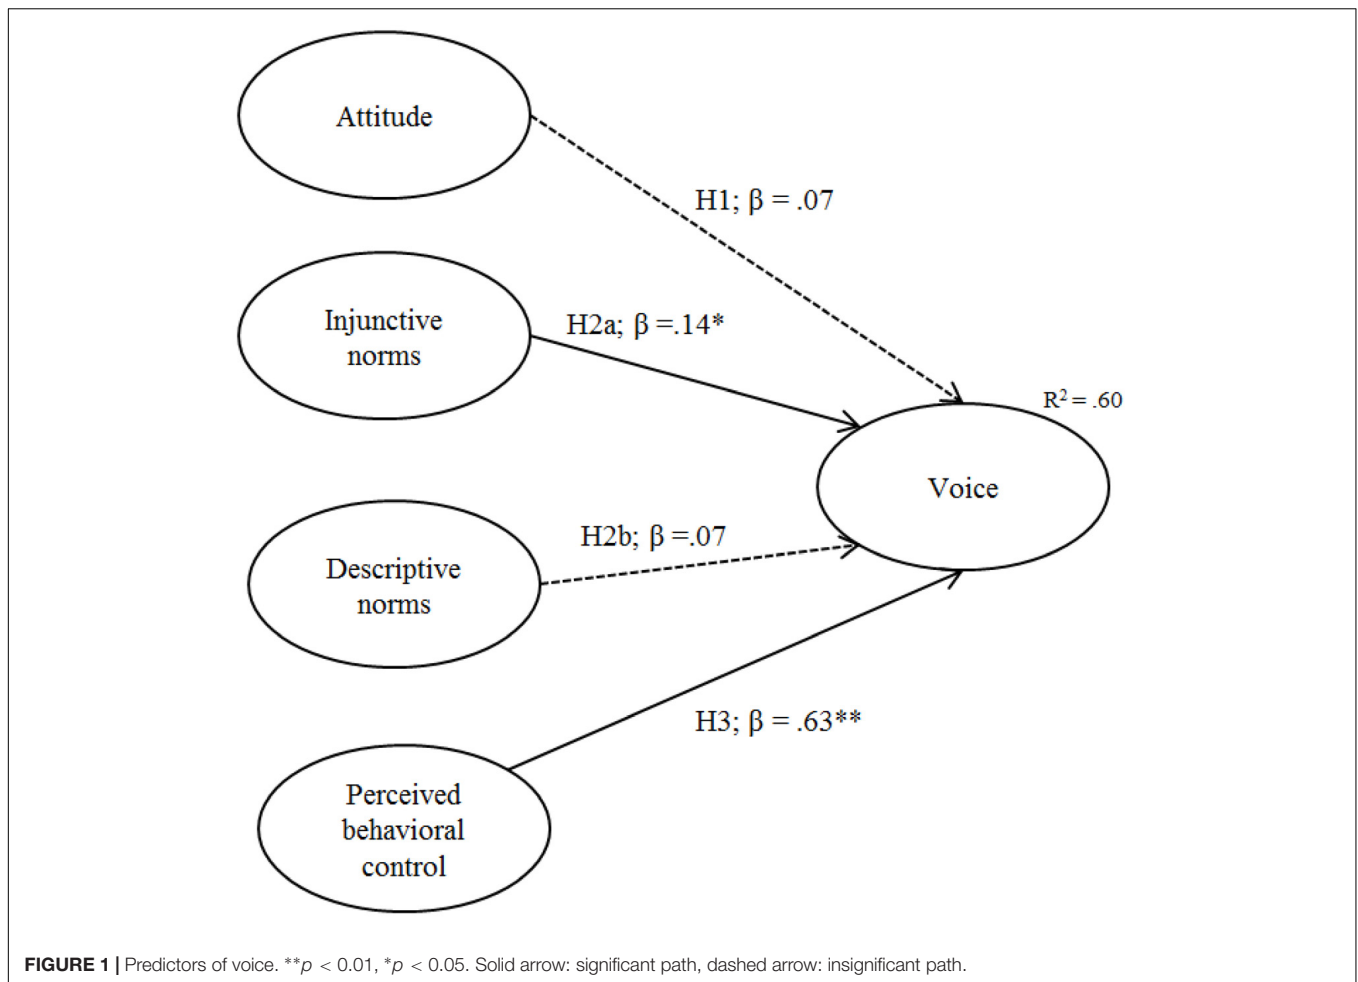 Attitude
H1; β = .07
Injunctive
norms
H2a; β =.14*
R² = .60
Voice
Descriptive
norms
H2b; β =.07
H3; β = .63**
Perceived
behavioral
control
FIGURE 1 | Predictors of voice. **p < 0.01, *p < 0.05. Solid arrow: significant path, dashed arrow: insignificant path.